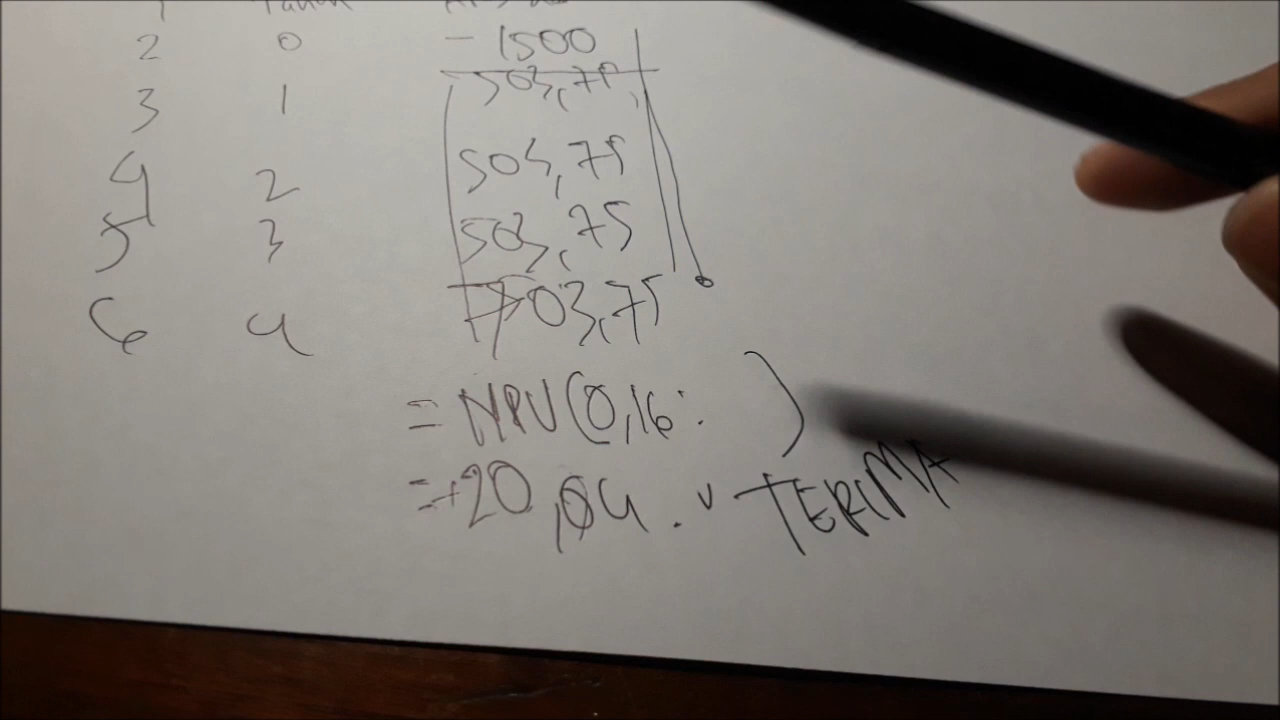 2 0 -1500
3 1 503,75
4 2 503,75
5 3 503,75
6 4 703,75
=NPV(0,16: )
=+20,04. v TERIMA